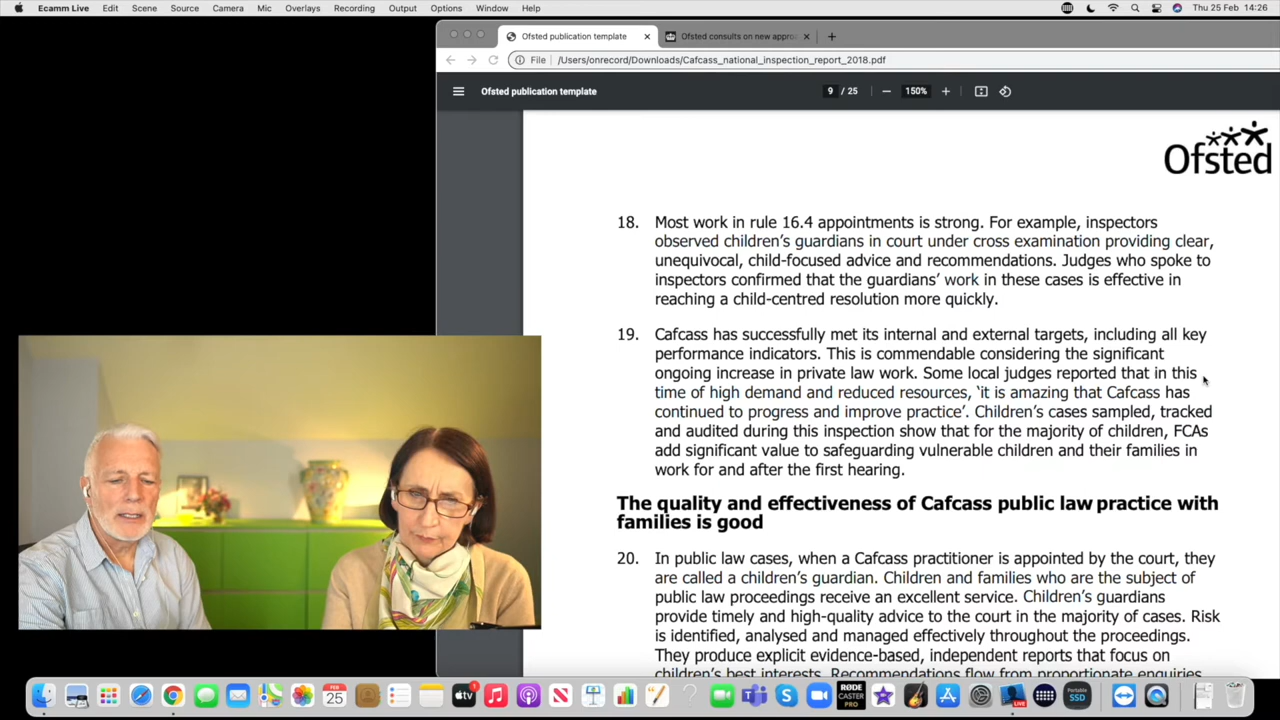 Ecamm Live Edit Scene Source Camera Mic Overlays Recording Output Options Window Help Thu 25 Feb 14:26
Ofsted publication template
Ofsted consults on new appro
File /Users/onrecord/Downloads/Cafcass_national_inspection_report_2018.pdf
Ofsted publication template 9 / 25 150%
Ofsted
18. Most work in rule 16.4 appointments is strong. For example, inspectors
observed children’s guardians in court under cross examination providing clear,
unequivocal, child-focused advice and recommendations. Judges who spoke to
inspectors confirmed that the guardians’ work in these cases is effective in
reaching a child-centred resolution more quickly.
19. Cafcass has successfully met its internal and external targets, including all key
performance indicators. This is commendable considering the significant
ongoing increase in private law work. Some local judges reported that in this
time of high demand and reduced resources, ‘it is amazing that Cafcass has
continued to progress and improve practice’. Children’s cases sampled, tracked
and audited during this inspection show that for the majority of children, FCAs
add significant value to safeguarding vulnerable children and their families in
work for and after the first hearing.
The quality and effectiveness of Cafcass public law practice with
families is good
20. In public law cases, when a Cafcass practitioner is appointed by the court, they
are called a children’s guardian. Children and families who are the subject of
public law proceedings receive an excellent service. Children’s guardians
provide timely and high-quality advice to the court in the majority of cases. Risk
is identified, analysed and managed effectively throughout the proceedings.
They produce explicit evidence-based, independent reports that focus on
children’s best interests. Recommendations flow from proportionate enquiries
FEB
25
tv
RØDE
CASTER
PRO
LIVE
Portable
SSD